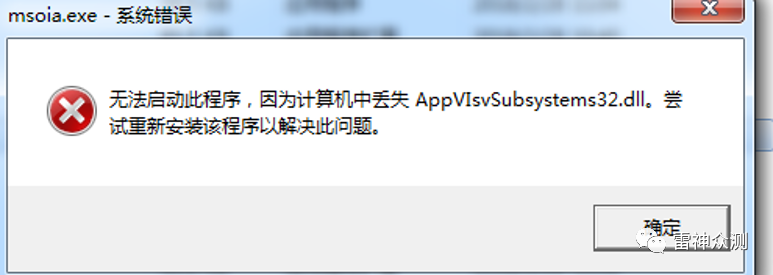 msoia.exe - 系统错误
无法启动此程序，因为计算机中丢失 AppVIsvSubsystems32.dll。尝
试重新安装该程序以解决此问题。
确定
雷神众测